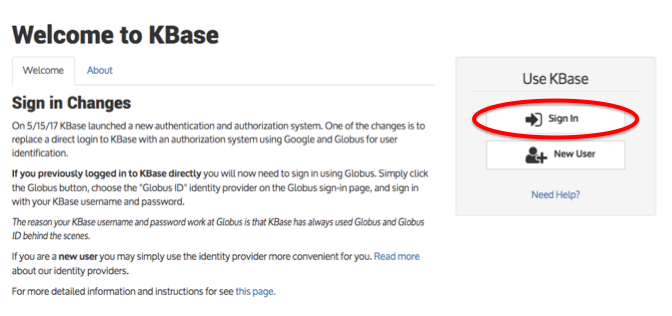 Welcome to KBase
Welcome
About
Sign in Changes
On 5/15/17 KBase launched a new authentication and authorization system. One of the changes is to
replace a direct login to KBase with an authorization system using Google and Globus for user
identification.
If you previously logged in to KBase directly you will now need to sign in using Globus. Simply click
the Globus button, choose the "Globus ID" identity provider on the Globus sign-in page, and sign in
with your KBase username and password.
The reason your KBase username and password work at Globus is that KBase has always used Globus and Globus
ID behind the scenes.
If you are a new user you may simply use the identity provider more convenient for you. Read more
about our identity providers.
For more detailed information and instructions for see this page.
Use KBase
Sign In
New User
Need Help?